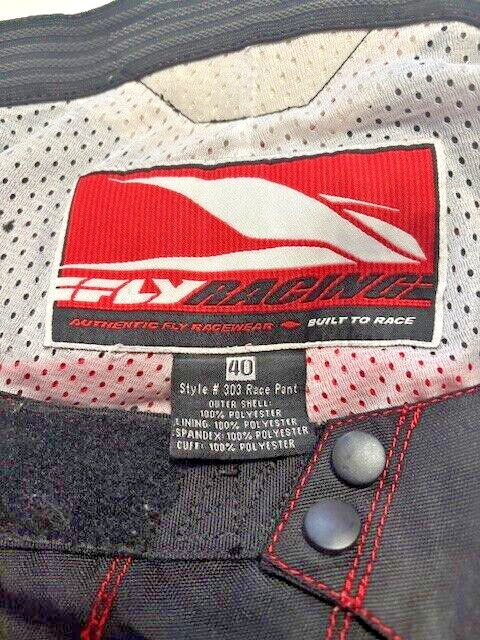 FLY RACING
AUTHENTIC FLY RACEWEAR BUILT TO RACE
40
Style # 303 Race Pant
OUTER SHELL:
100% POLYESTER
LINING: 100% POLYESTER
SPANDEX: 100% POLYESTER
CUFF: 100% POLYESTER